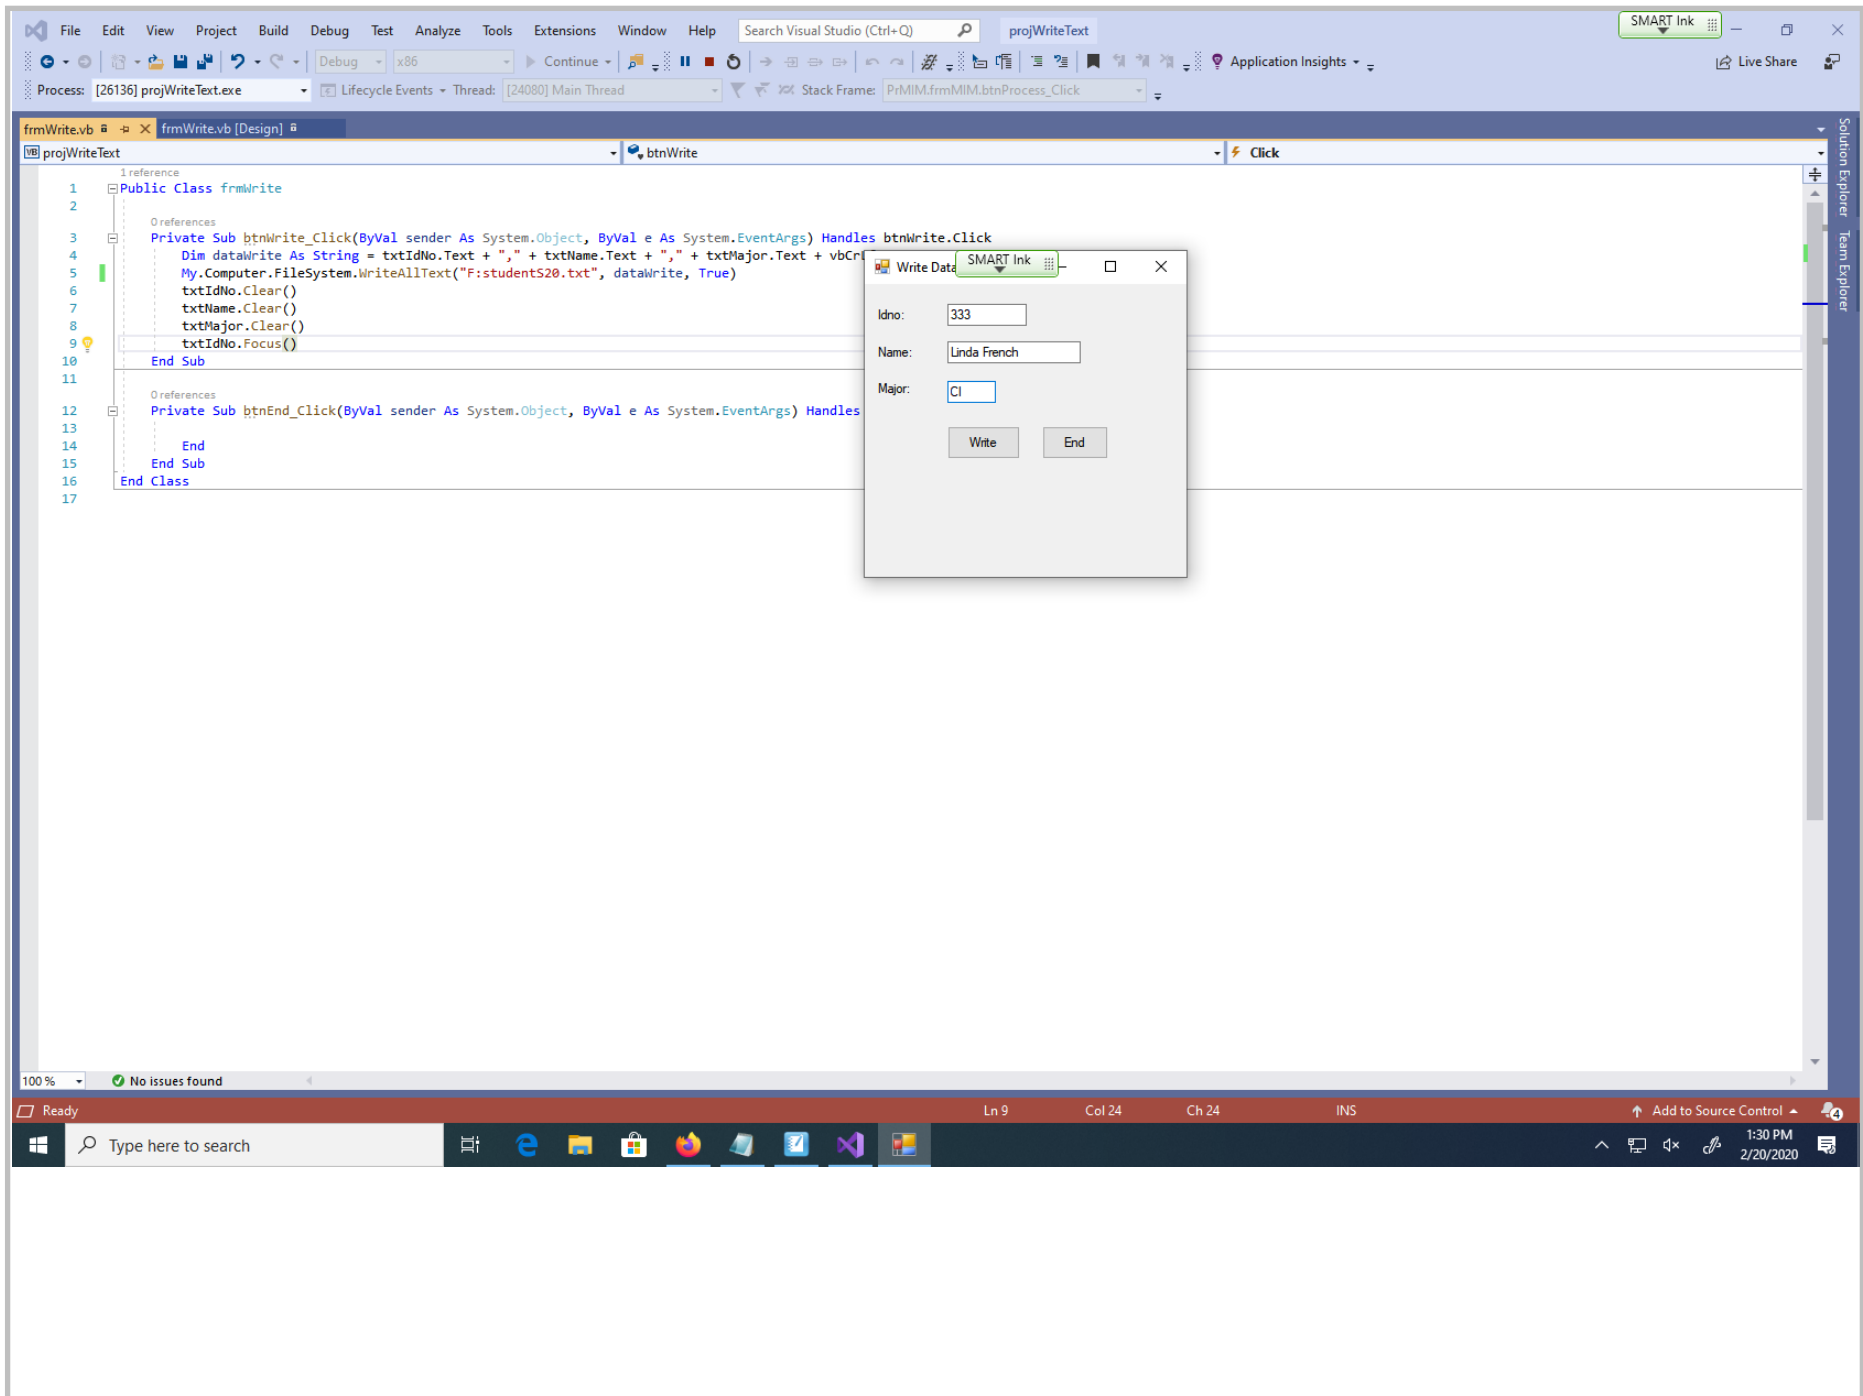 File Edit View Project Build Debug Test Analyze Tools Extensions Window Help Search Visual Studio (Ctrl+Q) projWriteText SMART Ink
Debug x86 Continue Application Insights Live Share
Process: [26136] projWriteText.exe Lifecycle Events Thread: [24080] Main Thread Stack Frame: PrMIM.frmMIM.btnProcess_Click
frmWrite.vb frmWrite.vb [Design]
VB projWriteText btnWrite Click
Solution Explorer
Team Explorer
1 reference
1 Public Class frmWrite
2
0 references
3 Private Sub btnWrite_Click(ByVal sender As System.Object, ByVal e As System.EventArgs) Handles btnWrite.Click
4 Dim dataWrite As String = txtIdNo.Text + "," + txtName.Text + "," + txtMajor.Text +
5 My.Computer.FileSystem.WriteAllText("F:studentS20.txt", dataWrite, True)
6 txtIdNo.Clear()
7 txtName.Clear()
8 txtMajor.Clear()
9 txtIdNo.Focus()
10 End Sub
11
0 references
12 Private Sub btnEnd_Click(ByVal sender As System.Object, ByVal e As System.EventArgs) Handles
13
14 End
15 End Sub
16 End Class
17
Write Data SMART Ink
Idno: 333
Name: Linda French
Major: CI
Write End
100 % No issues found
Ready Ln 9 Col 24 Ch 24 INS Add to Source Control 4
Type here to search 1:30 PM
2/20/2020